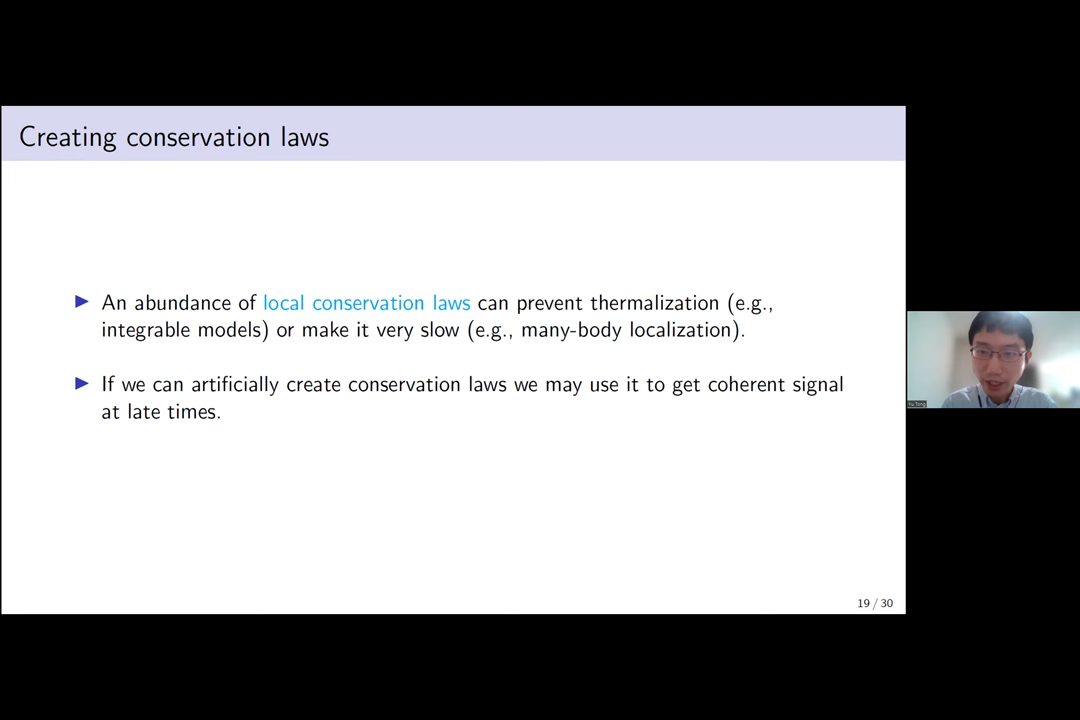 Creating conservation laws
▶ An abundance of local conservation laws can prevent thermalization (e.g.,
integrable models) or make it very slow (e.g., many-body localization).
▶ If we can artificially create conservation laws we may use it to get coherent signal
at late times.
19 / 30
Yu Tong